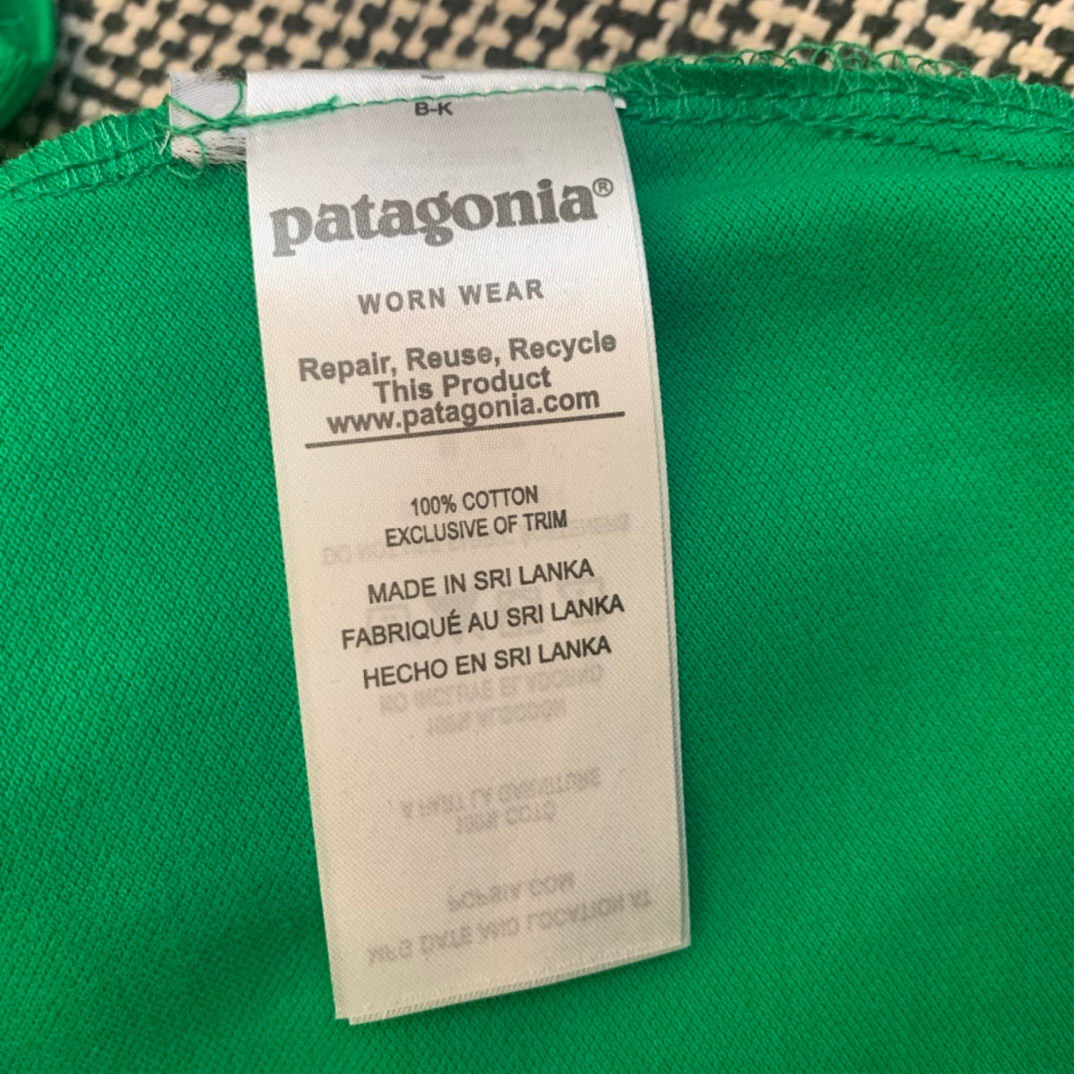 B-K
patagonia®
WORN WEAR
Repair, Reuse, Recycle
This Product
www.patagonia.com
100% COTTON
EXCLUSIVE OF TRIM
MADE IN SRI LANKA
FABRIQUÉ AU SRI LANKA
HECHO EN SRI LANKA